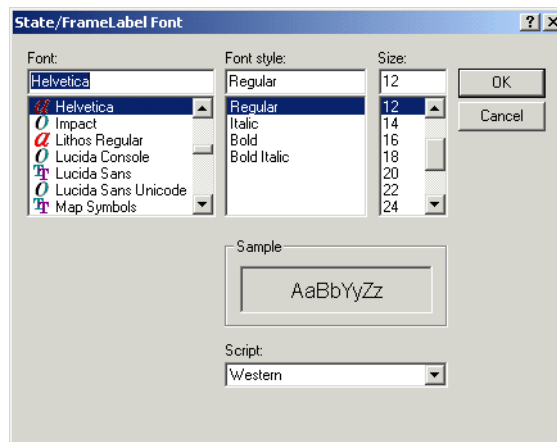 State/FrameLabel Font
Font:
Helvetica
Helvetica
Impact
Lithos Regular
Lucida Console
Lucida Sans
Lucida Sans Unicode
Map Symbols
Font style:
Regular
Regular
Italic
Bold
Bold Italic
Size:
12
12
14
16
18
20
22
24
OK
Cancel
Sample
AaBbYyZz
Script:
Western